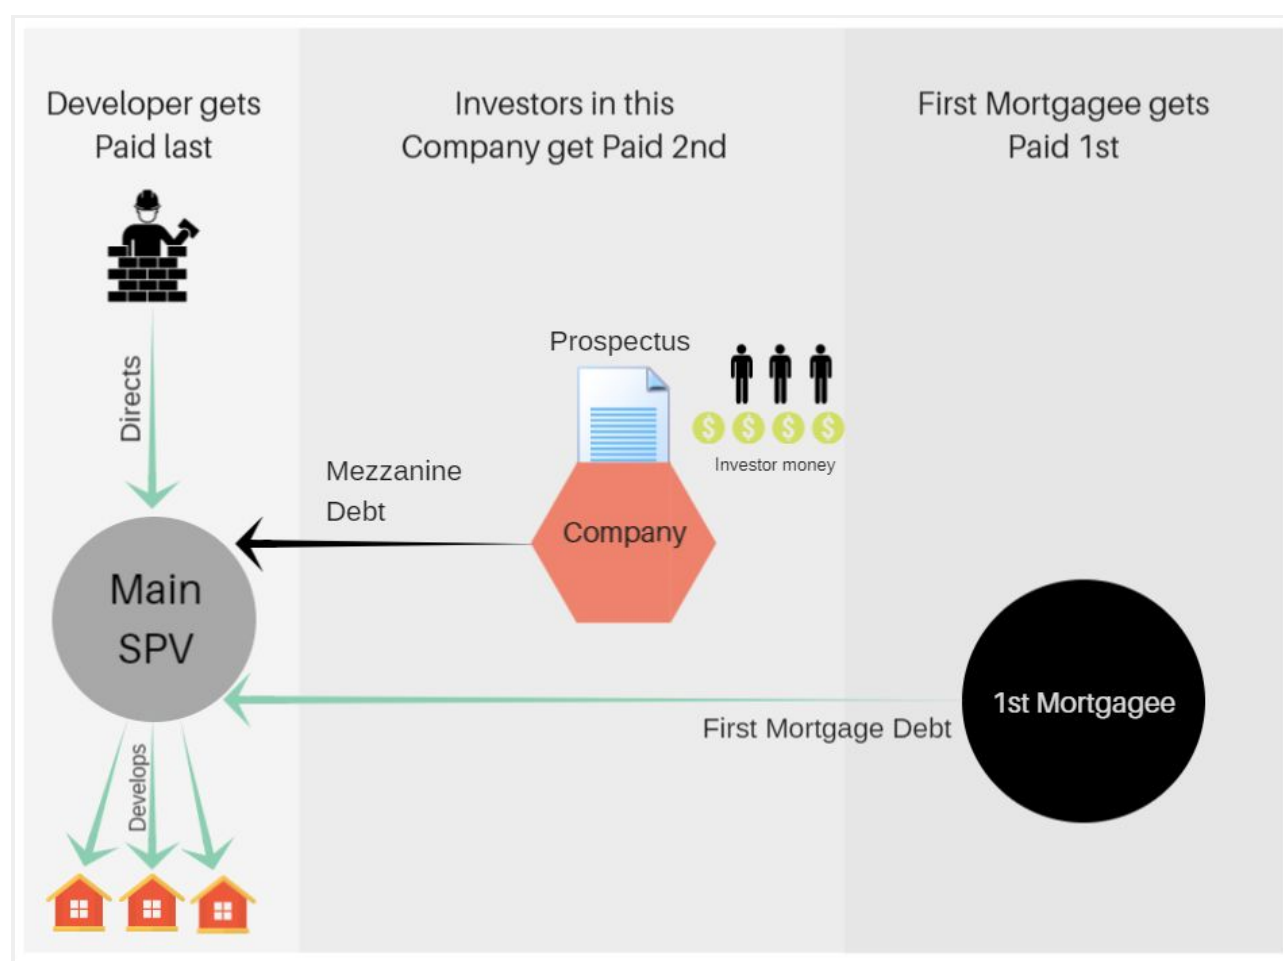 Developer gets
Paid last
Investors in this
Company get Paid 2nd
First Mortgagee gets
Paid 1st
Directs
Prospectus
Investor money
Mezzanine
Debt
Company
Main
SPV
1st Mortgagee
First Mortgage Debt
Develops